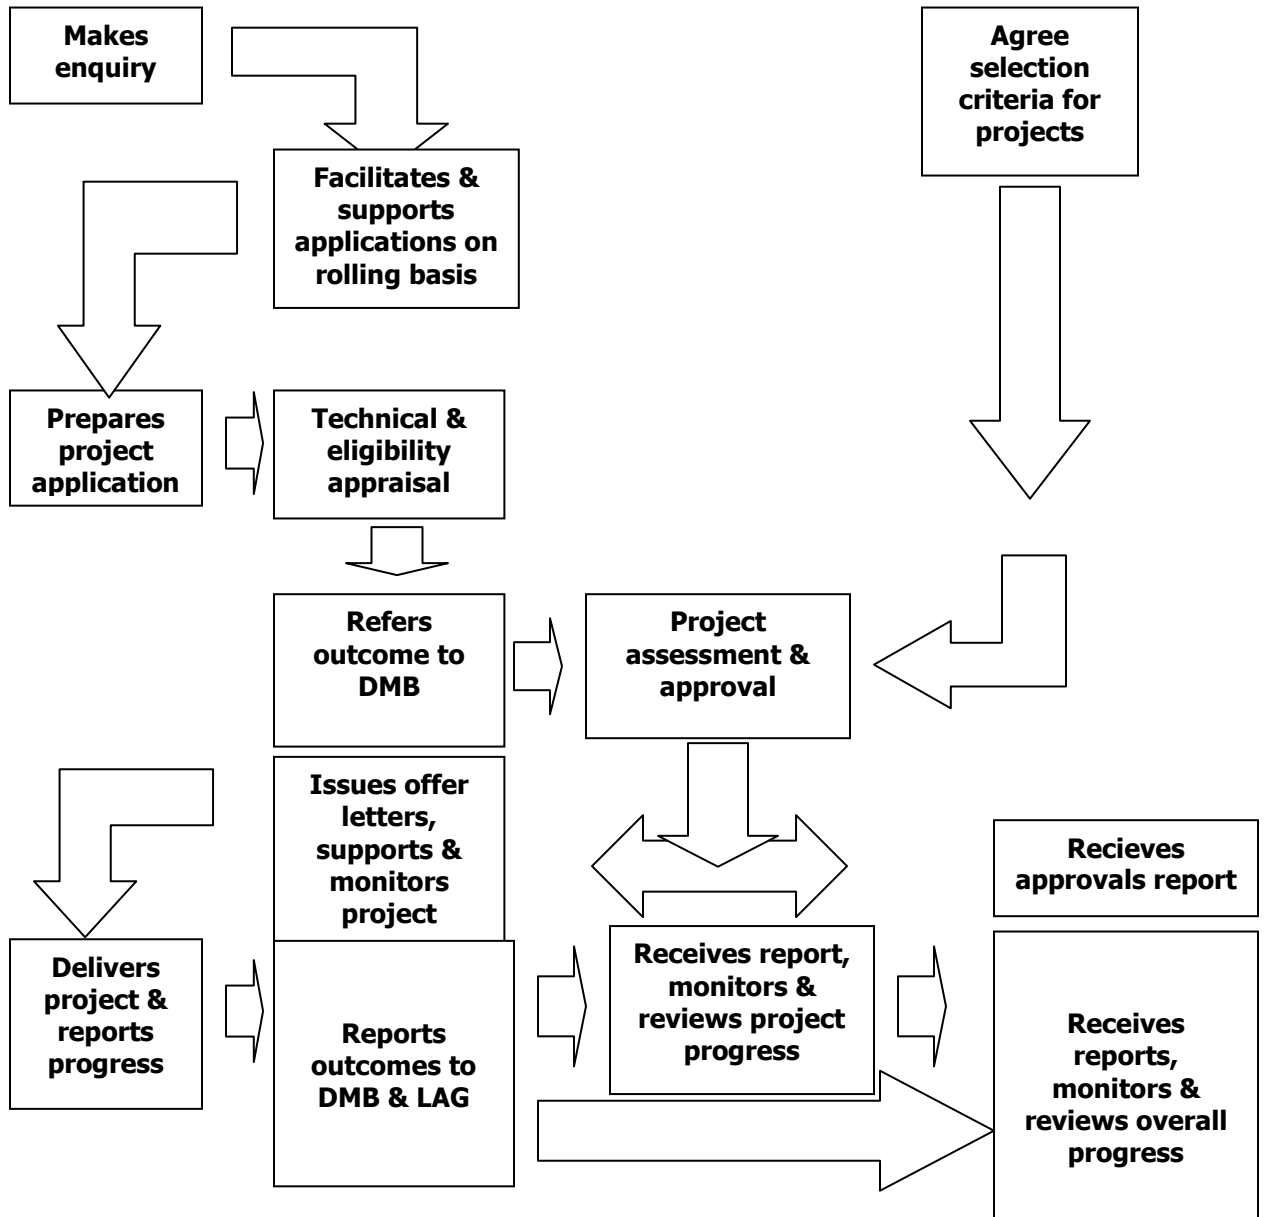 Makes
enquiry
Agree
selection
criteria for
projects
Facilitates &
supports
applications on
rolling basis
Prepares
project
application
Technical &
eligibility
appraisal
Refers
outcome to
DMB
Project
assessment &
approval
Issues offer
letters,
supports &
monitors
project
Recieves
approvals report
Delivers
project &
reports
progress
Reports
outcomes to
DMB & LAG
Receives report,
monitors &
reviews project
progress
Receives
reports,
monitors &
reviews overall
progress